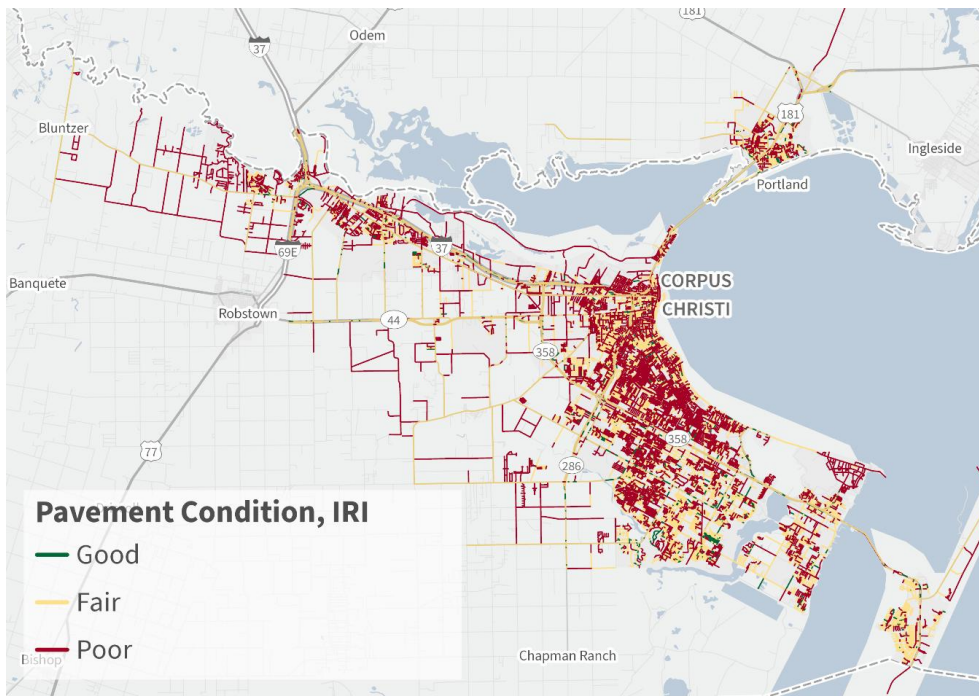 181
Odem
37
181
Bluntzer
Ingleside
Portland
37
69E
Banquete
CORPUS
CHRISTI
Robstown
44
358
77
358
286
Pavement Condition, IRI
Good
Fair
Poor
Chapman Ranch
Bishop